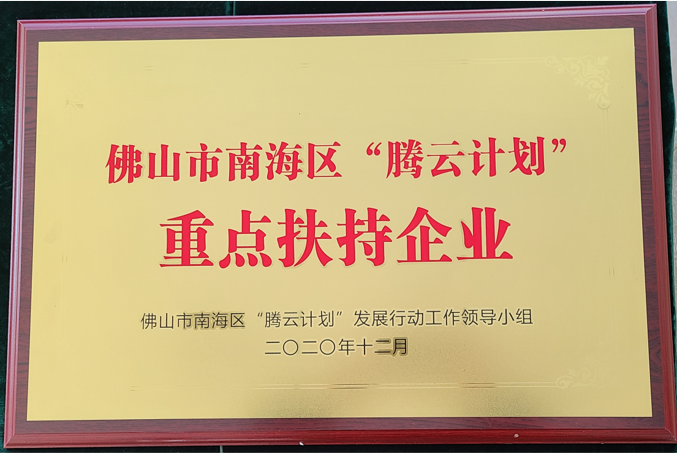 佛山市南海区“腾云计划”
重点扶持企业
佛山市南海区“腾云计划”发展行动工作领导小组
二〇二〇年十二月